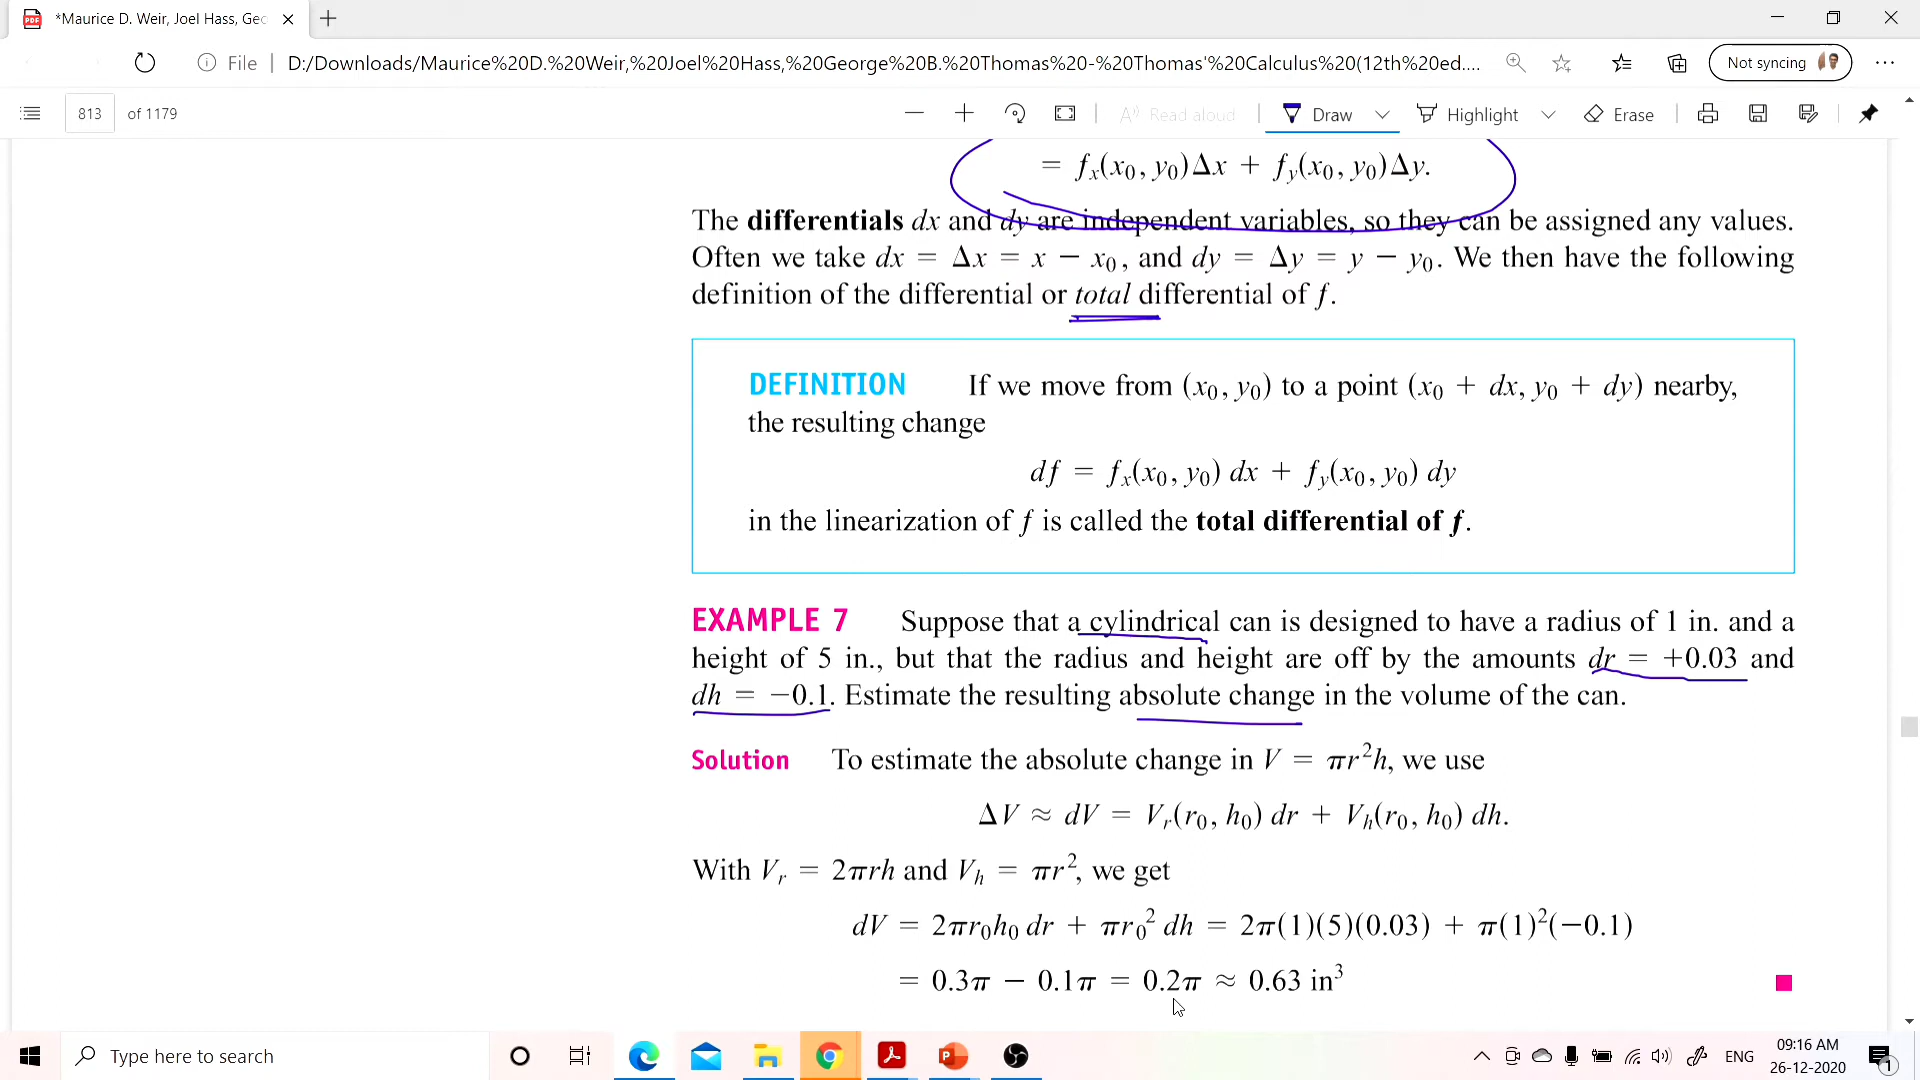 *Maurice D. Weir, Joel Hass, Geo
File
D:/Downloads/Maurice%20D.%20Weir,%20Joel%20Hass,%20George%20B.%20Thomas%20-%20Thomas'%20Calculus%20(12th%20ed....
Not syncing
813 of 1179
Read aloud
Draw
Highlight
Erase
= fₓ(x₀, y₀)Δx + f_y(x₀, y₀)Δy.
The differentials dx and dy are independent variables, so they can be assigned any values.
Often we take dx = Δx = x − x₀, and dy = Δy = y − y₀. We then have the following
definition of the differential or total differential of f.
DEFINITION If we move from (x₀, y₀) to a point (x₀ + dx, y₀ + dy) nearby,
the resulting change
df = fₓ(x₀, y₀) dx + f_y(x₀, y₀) dy
in the linearization of f is called the total differential of f.
EXAMPLE 7 Suppose that a cylindrical can is designed to have a radius of 1 in. and a
height of 5 in., but that the radius and height are off by the amounts dr = +0.03 and
dh = −0.1. Estimate the resulting absolute change in the volume of the can.
Solution To estimate the absolute change in V = πr²h, we use
ΔV ≈ dV = Vᵣ(r₀, h₀) dr + Vₕ(r₀, h₀) dh.
With Vᵣ = 2πrh and Vₕ = πr², we get
dV = 2πr₀h₀ dr + πr₀² dh = 2π(1)(5)(0.03) + π(1)²(−0.1)
= 0.3π − 0.1π = 0.2π ≈ 0.63 in³
Type here to search
ENG
09:16 AM
26-12-2020
1